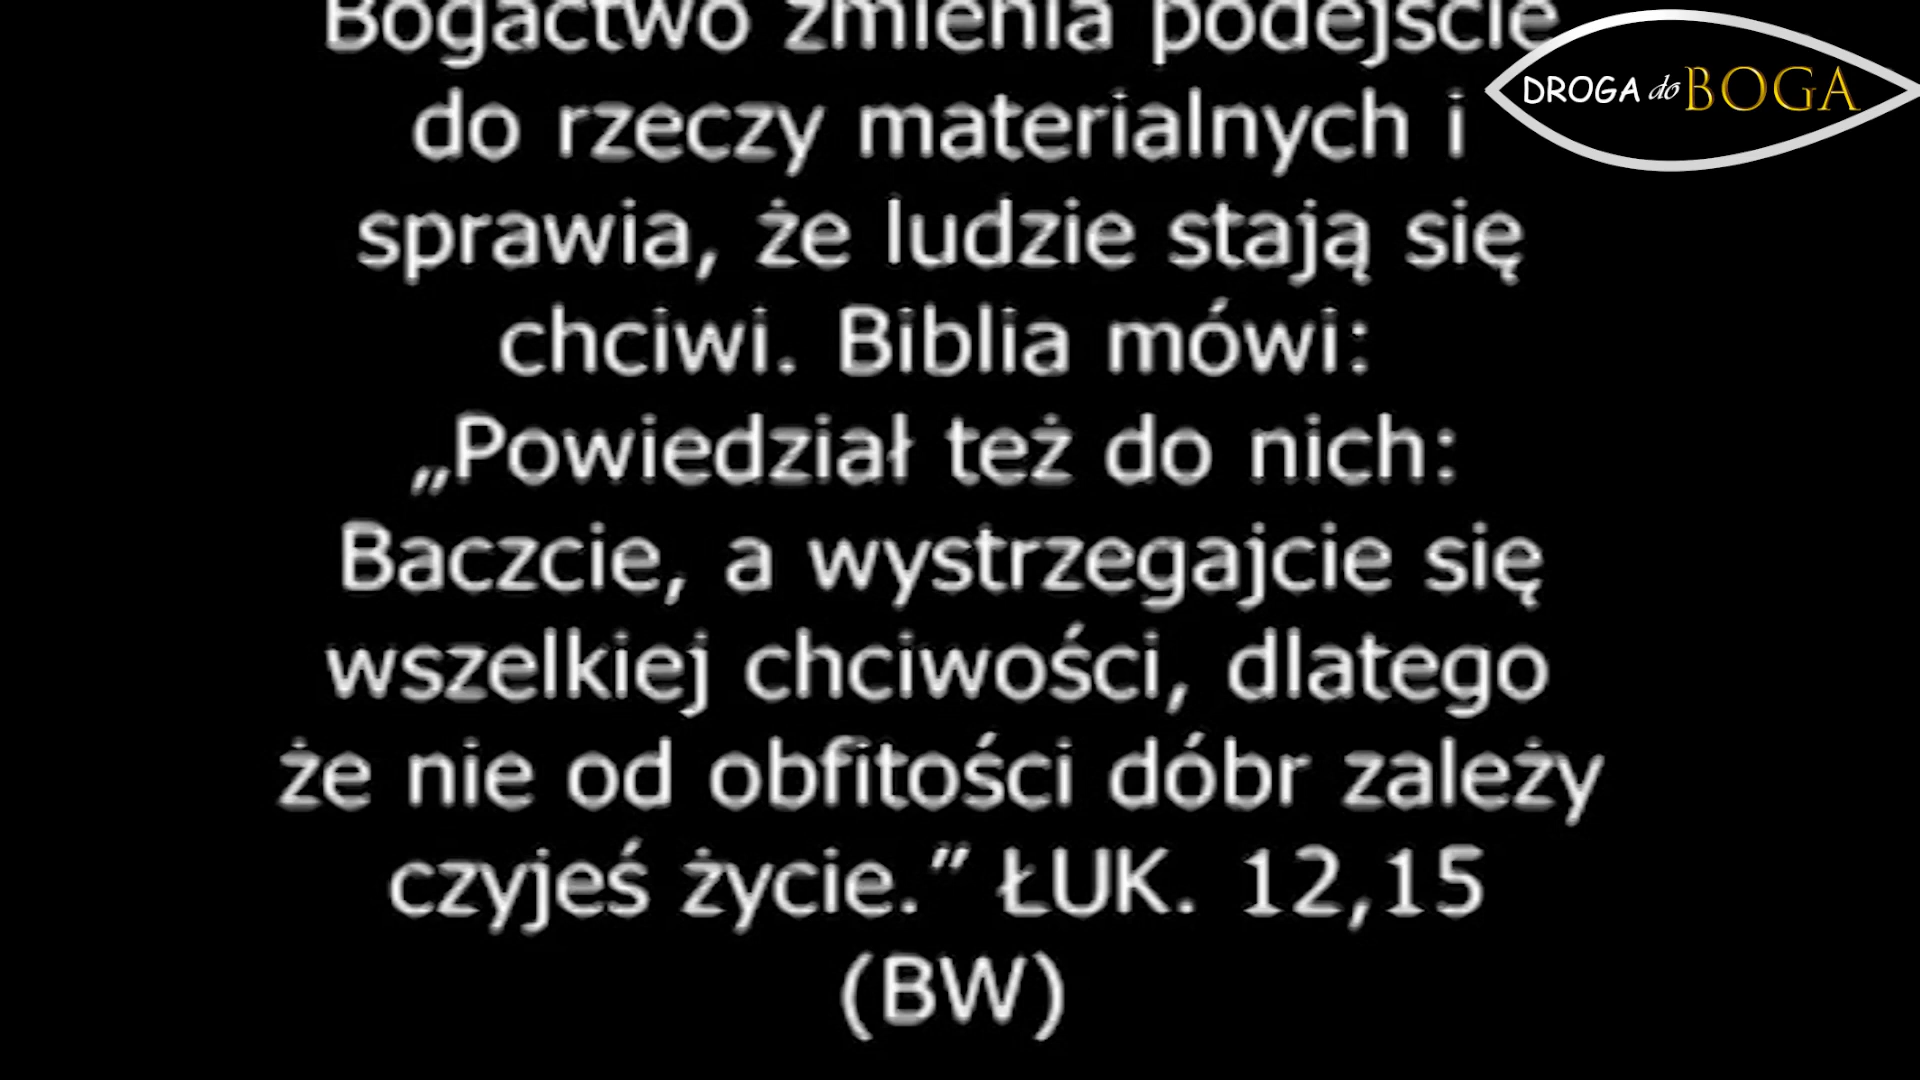 Bogactwo zmienia podejście
DROGA do BOGA
do rzeczy materialnych i
sprawia, że ludzie stają się
chciwi. Biblia mówi:
„Powiedział też do nich:
Baczcie, a wystrzegajcie się
wszelkiej chciwości, dlatego
że nie od obfitości dóbr zależy
czyjeś życie.” ŁUK. 12,15
(BW)